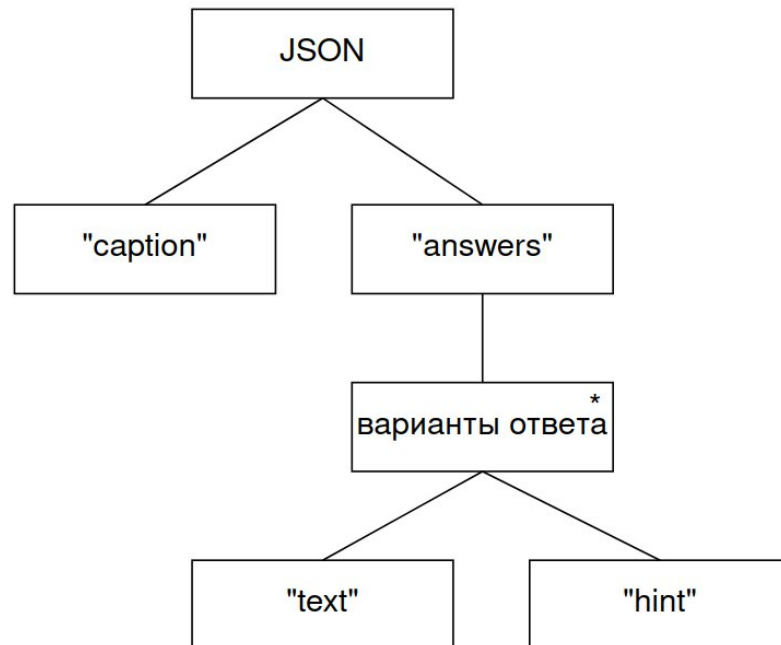 JSON
"caption"
"answers"
*
варианты ответа
"text"
"hint"